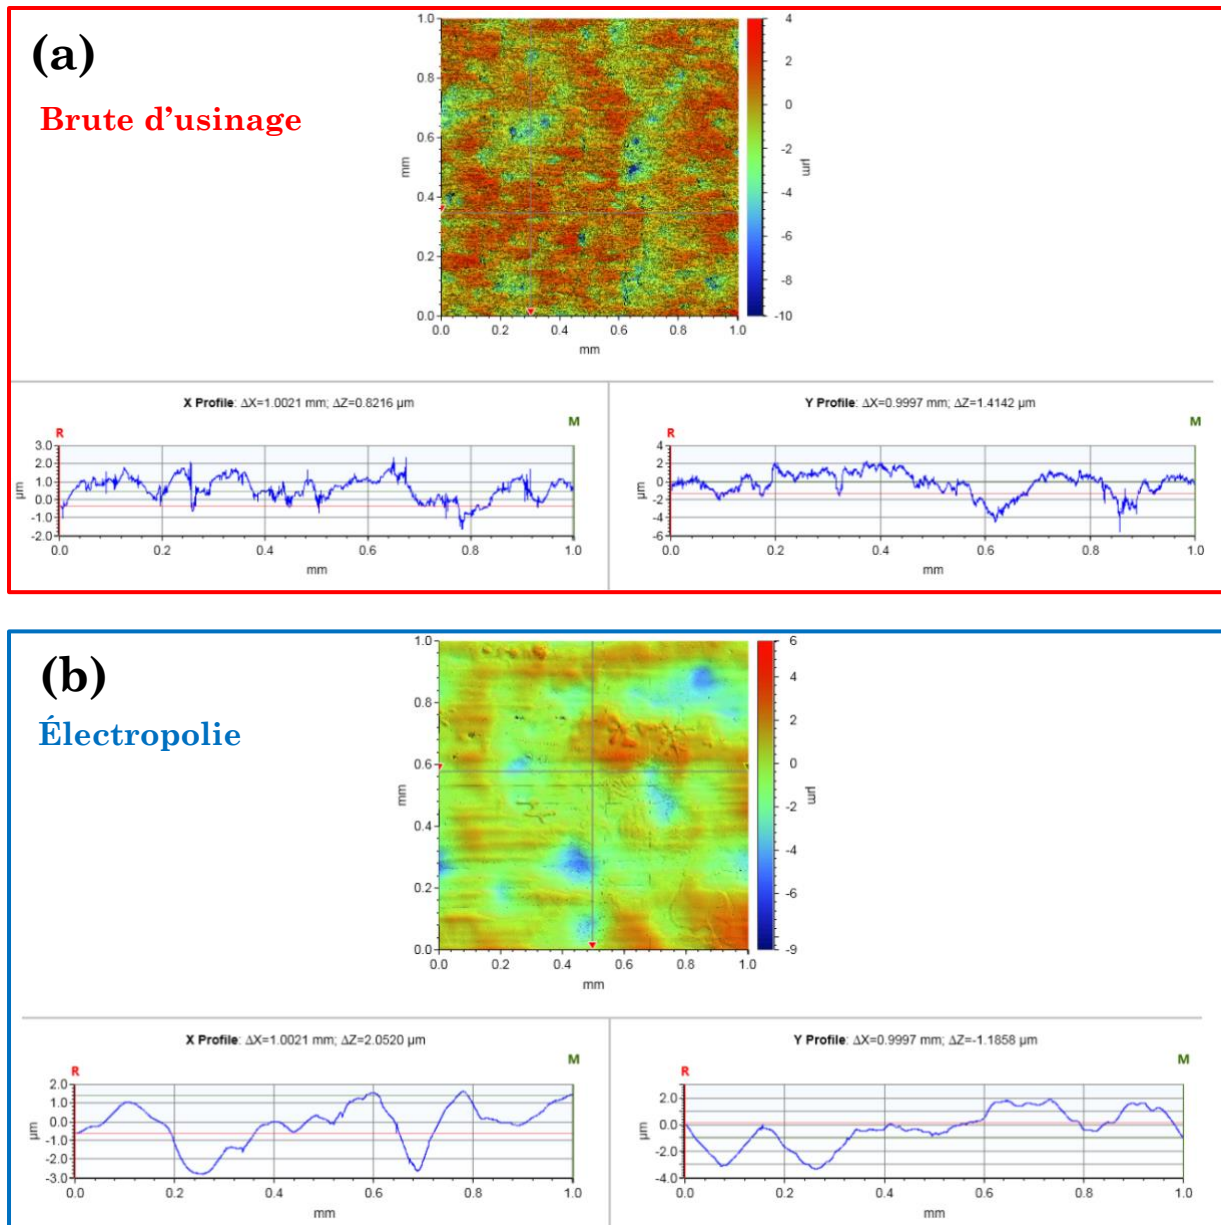 (a)
Brute d'usinage
1.0
0.8
0.6
0.4
0.2
0.0
mm
0.0 0.2 0.4 0.6 0.8 1.0
mm
4
2
0
-2
-4
-6
-8
-10
µm
X Profile: ΔX=1.0021 mm; ΔZ=0.8216 µm
R
M
3.0
2.0
1.0
0.0
-1.0
-2.0
µm
0.0 0.2 0.4 0.6 0.8 1.0
mm
Y Profile: ΔX=0.9997 mm; ΔZ=1.4142 µm
R
M
4
2
0
-2
-4
-6
µm
0.0 0.2 0.4 0.6 0.8 1.0
mm
(b)
Électropolie
1.0
0.8
0.6
0.4
0.2
0.0
mm
0.0 0.2 0.4 0.6 0.8 1.0
mm
6
4
2
0
-2
-4
-6
-9
µm
X Profile: ΔX=1.0021 mm; ΔZ=2.0520 µm
R
M
2.0
1.0
0.0
-1.0
-2.0
-3.0
µm
0.0 0.2 0.4 0.6 0.8 1.0
mm
Y Profile: ΔX=0.9997 mm; ΔZ=-1.1858 µm
R
M
2.0
0.0
-2.0
-4.0
µm
0.0 0.2 0.4 0.6 0.8 1.0
mm